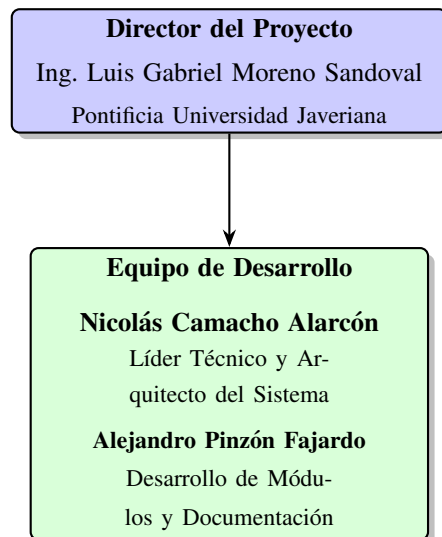 Director del Proyecto
Ing. Luis Gabriel Moreno Sandoval
Pontificia Universidad Javeriana
Equipo de Desarrollo
Nicolás Camacho Alarcón
Líder Técnico y Ar-
quitecto del Sistema
Alejandro Pinzón Fajardo
Desarrollo de Módu-
los y Documentación